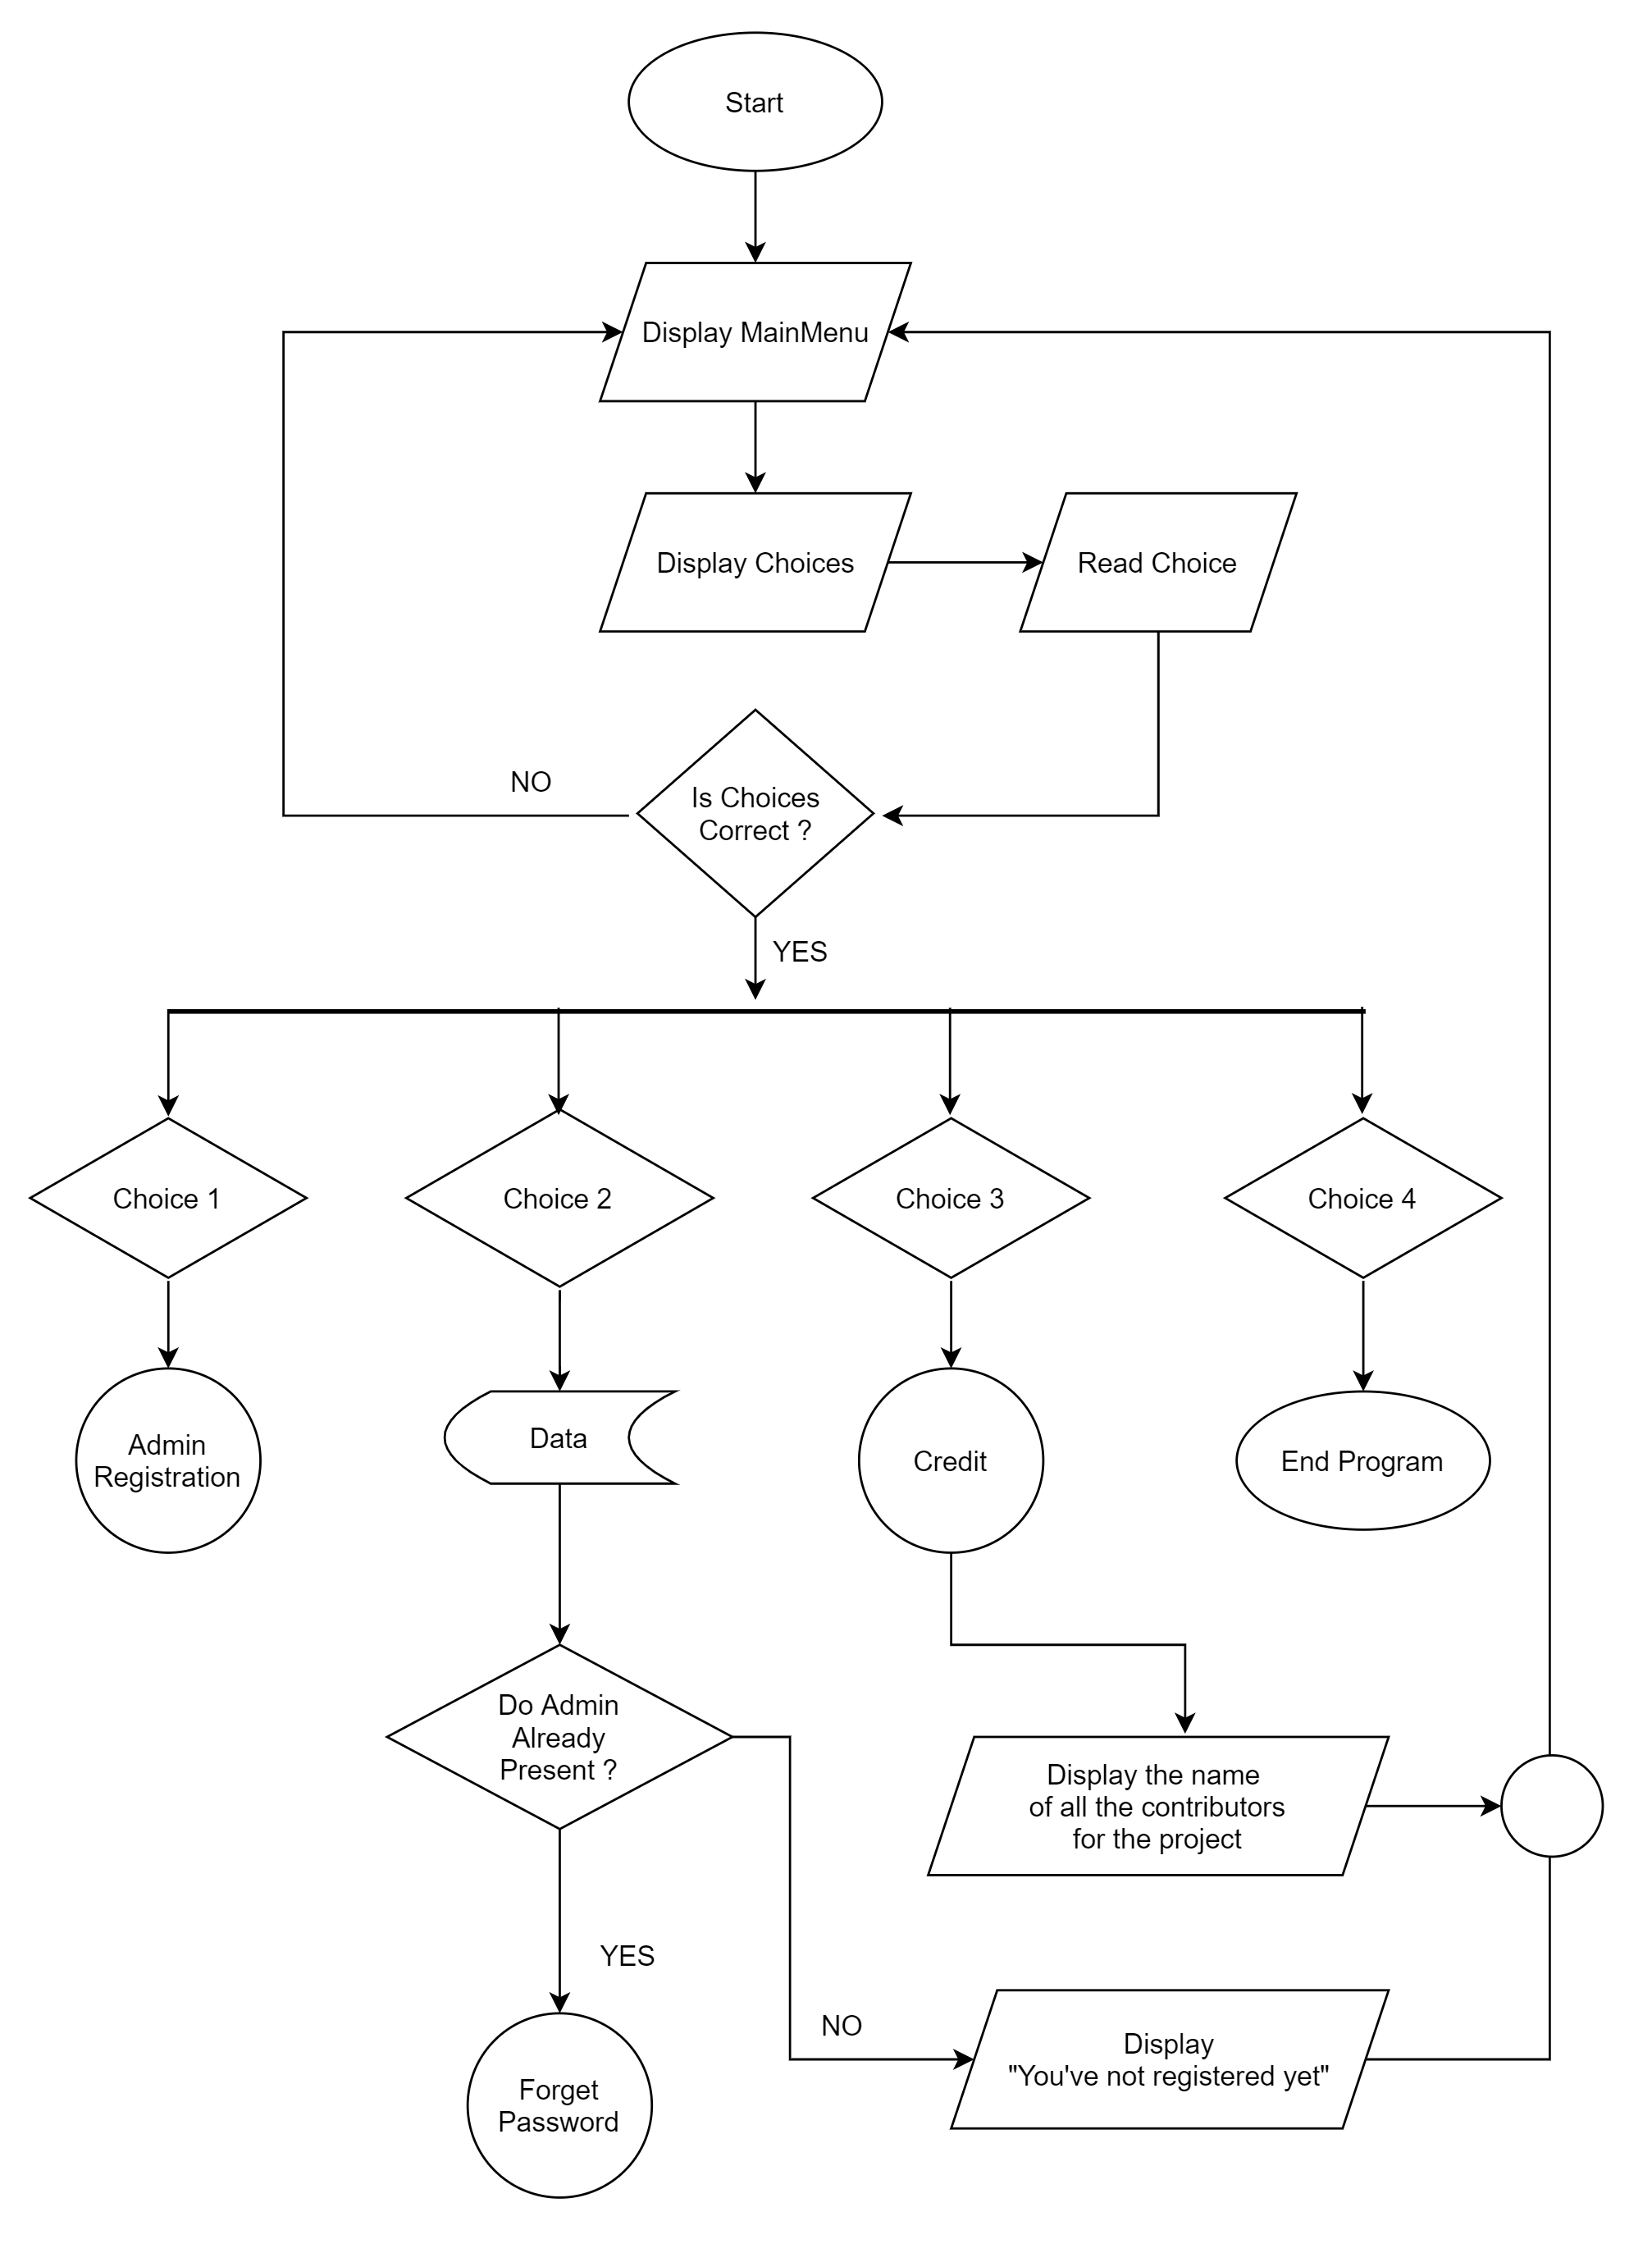 Start
Display MainMenu
Display Choices
Read Choice
NO
Is Choices
Correct ?
YES
Choice 1
Choice 2
Choice 3
Choice 4
Admin
Registration
Data
Credit
End Program
Do Admin
Already
Present ?
Display the name
of all the contributors
for the project
YES
NO
Display
"You've not registered yet"
Forget
Password